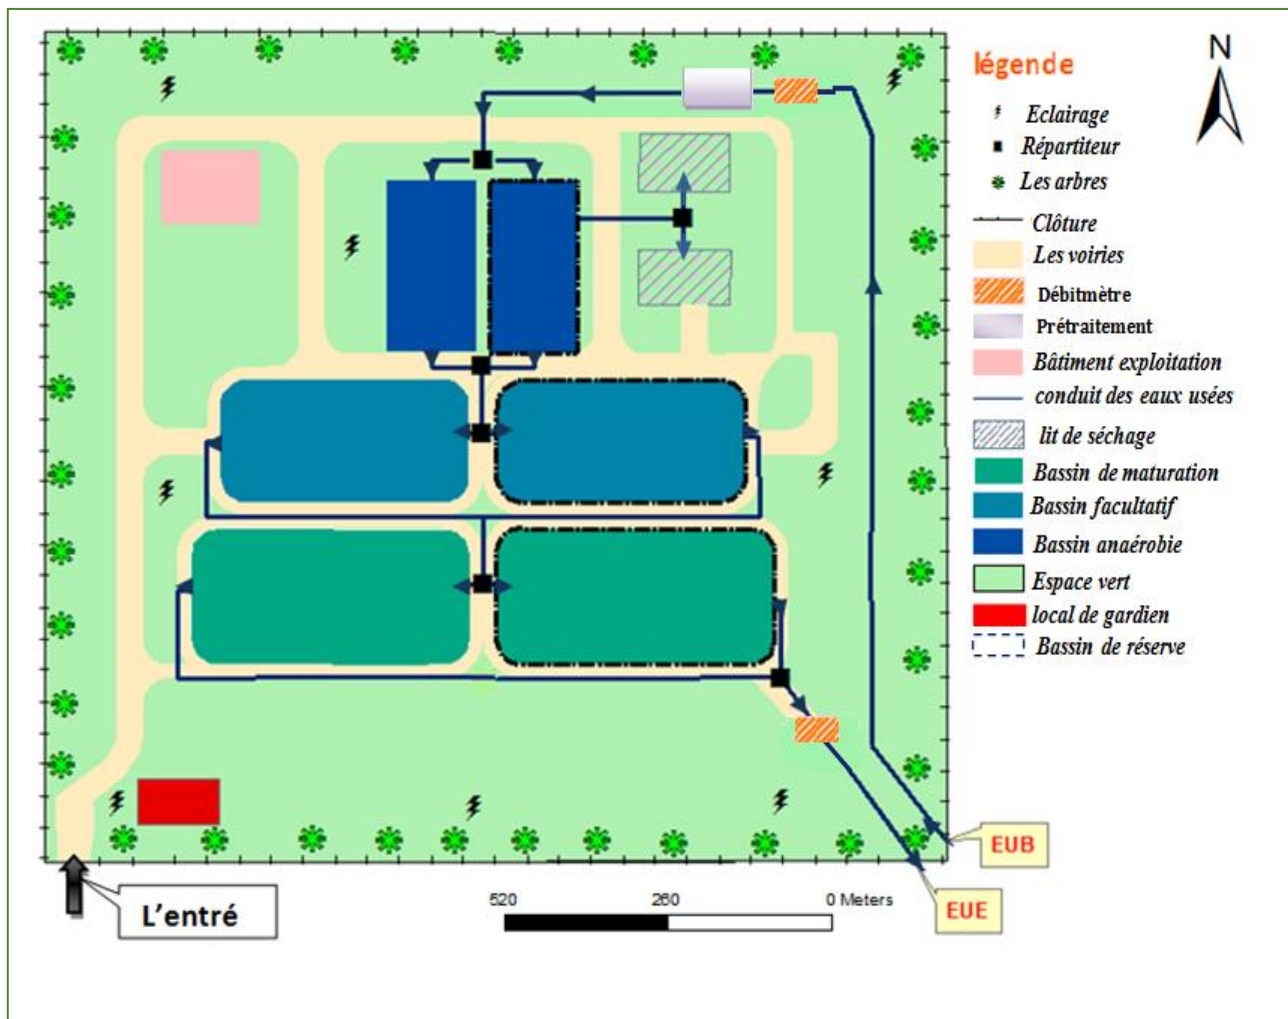 légende
N
Eclairage
Répartiteur
Les arbres
Clôture
Les voiries
Débitmètre
Prétraitement
Bâtiment exploitation
conduit des eaux usées
lit de séchage
Bassin de maturation
Bassin facultatif
Bassin anaérobie
Espace vert
local de gardien
Bassin de réserve
EUB
EUE
L'entré
520 260 0 Meters